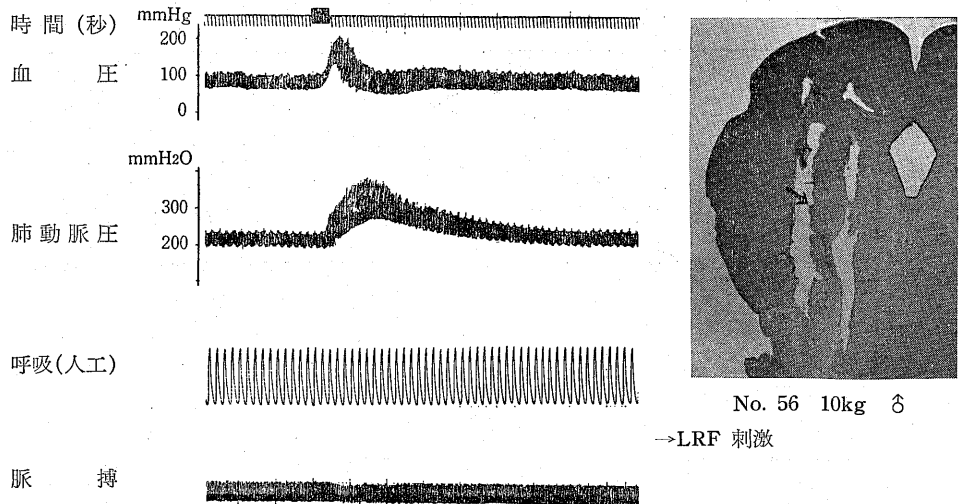 時間(秒)
mmHg
200
血圧
100
0
mmH2O
300
肺動脈圧
200
呼吸(人工)
脈搏
No. 56 10kg ♂
→LRF 刺激